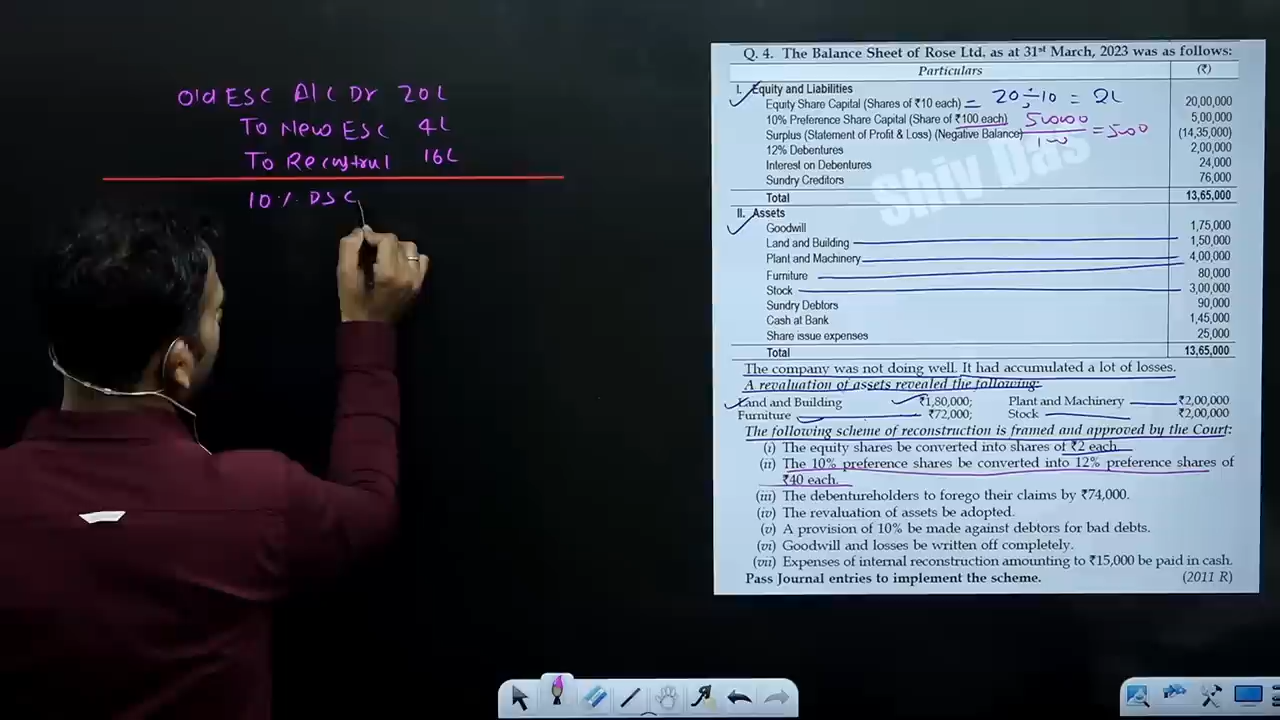 Old ESC A/C Dr 20L
To New ESC 4L
To Reconstruct 16L
10% PSC
Q. 4. The Balance Sheet of Rose Ltd. as at 31st March, 2023 was as follows:
Particulars (₹)
I. Equity and Liabilities
Equity Share Capital (Shares of ₹10 each) = 20÷10 = 2L 20,00,000
10% Preference Share Capital (Share of ₹100 each) 500000/100 = 5000 5,00,000
Surplus (Statement of Profit & Loss) (Negative Balance) (14,35,000)
12% Debentures 2,00,000
Interest on Debentures 24,000
Sundry Creditors 76,000
Total 13,65,000
II. Assets
Goodwill 1,75,000
Land and Building 1,50,000
Plant and Machinery 4,00,000
Furniture 80,000
Stock 3,00,000
Sundry Debtors 90,000
Cash at Bank 1,45,000
Share issue expenses 25,000
Total 13,65,000
Shiv Das
The company was not doing well. It had accumulated a lot of losses.
A revaluation of assets revealed the following:
Land and Building ₹1,80,000; Plant and Machinery ₹2,00,000
Furniture ₹72,000; Stock ₹2,00,000
The following scheme of reconstruction is framed and approved by the Court:
(i) The equity shares be converted into shares of ₹2 each
(ii) The 10% preference shares be converted into 12% preference shares of
₹40 each.
(iii) The debentureholders to forego their claims by ₹74,000.
(iv) The revaluation of assets be adopted.
(v) A provision of 10% be made against debtors for bad debts.
(vi) Goodwill and losses be written off completely.
(vii) Expenses of internal reconstruction amounting to ₹15,000 be paid in cash.
Pass Journal entries to implement the scheme. (2011 R)